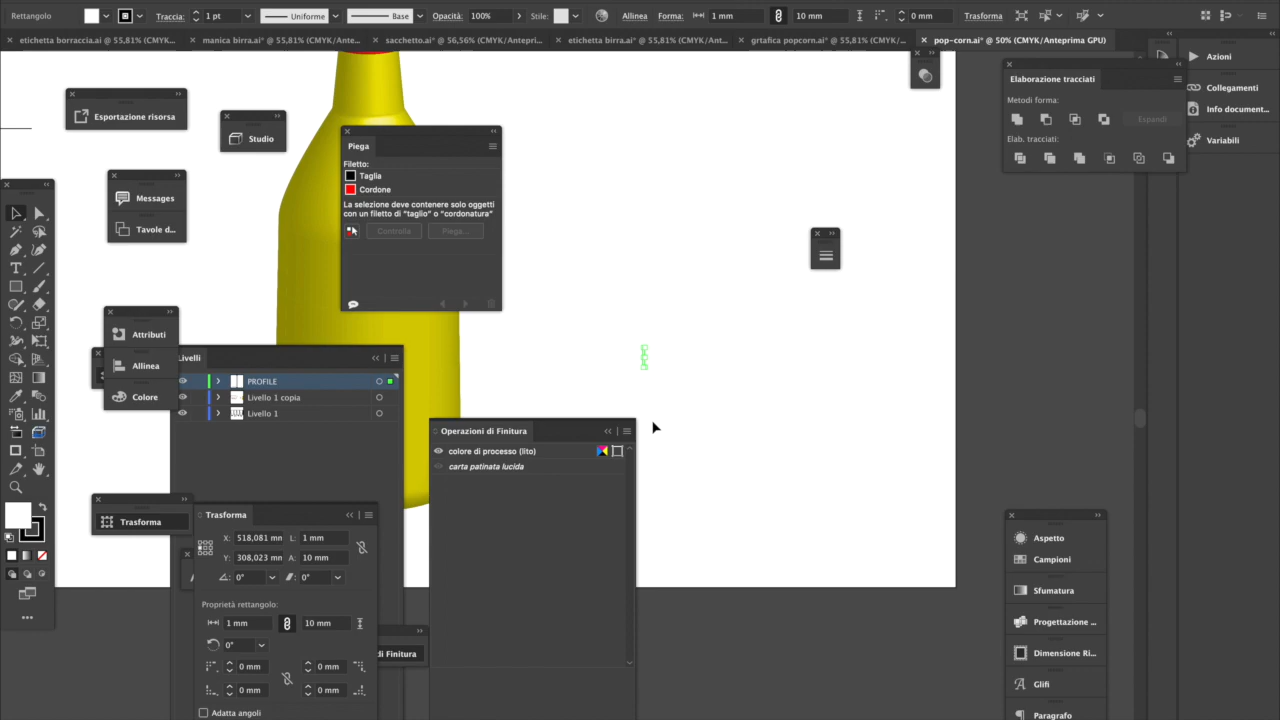 Rettangolo
Traccia:
1 pt
Uniforme
Base
Opacità:
100%
Stile:
Allinea
Forma:
1 mm
10 mm
0 mm
Trasforma
etichetta borraccia.ai @ 55,81% (CMYK...
manica birra.ai* @ 55,81% (CMYK/Ante...
sacchetto.ai* @ 56,56% (CMYK/Antepri...
etichetta birra.ai* @ 55,81% (CMYK/Ant...
grtafica popcorn.ai* @ 55,81% (CMYK/...
pop-corn.ai* @ 50% (CMYK/Anteprima GPU)
Azioni
Collegamenti
Info document...
Variabili
Elaborazione tracciati
Metodi forma:
Espandi
Elab. tracciati:
Esportazione risorsa
Studio
Messages
Tavole d...
Piega
Filetto:
Taglia
Cordone
La selezione deve contenere solo oggetti
con un filetto di "taglio" o "cordonatura"
Controlla
Piega...
Attributi
Allinea
Colore
Livelli
PROFILE
Livello 1 copia
Livello 1
Operazioni di Finitura
colore di processo (lito)
carta patinata lucida
Trasforma
Trasforma
X:
518,081 mm
L:
1 mm
Y:
308,023 mm
A:
10 mm
0°
0°
Proprietà rettangolo:
1 mm
10 mm
0°
0 mm
0 mm
0 mm
0 mm
Adatta angoli
di Finitura
Aspetto
Campioni
Sfumatura
Progettazione ...
Dimensione Ri...
Glifi
Paragrafo